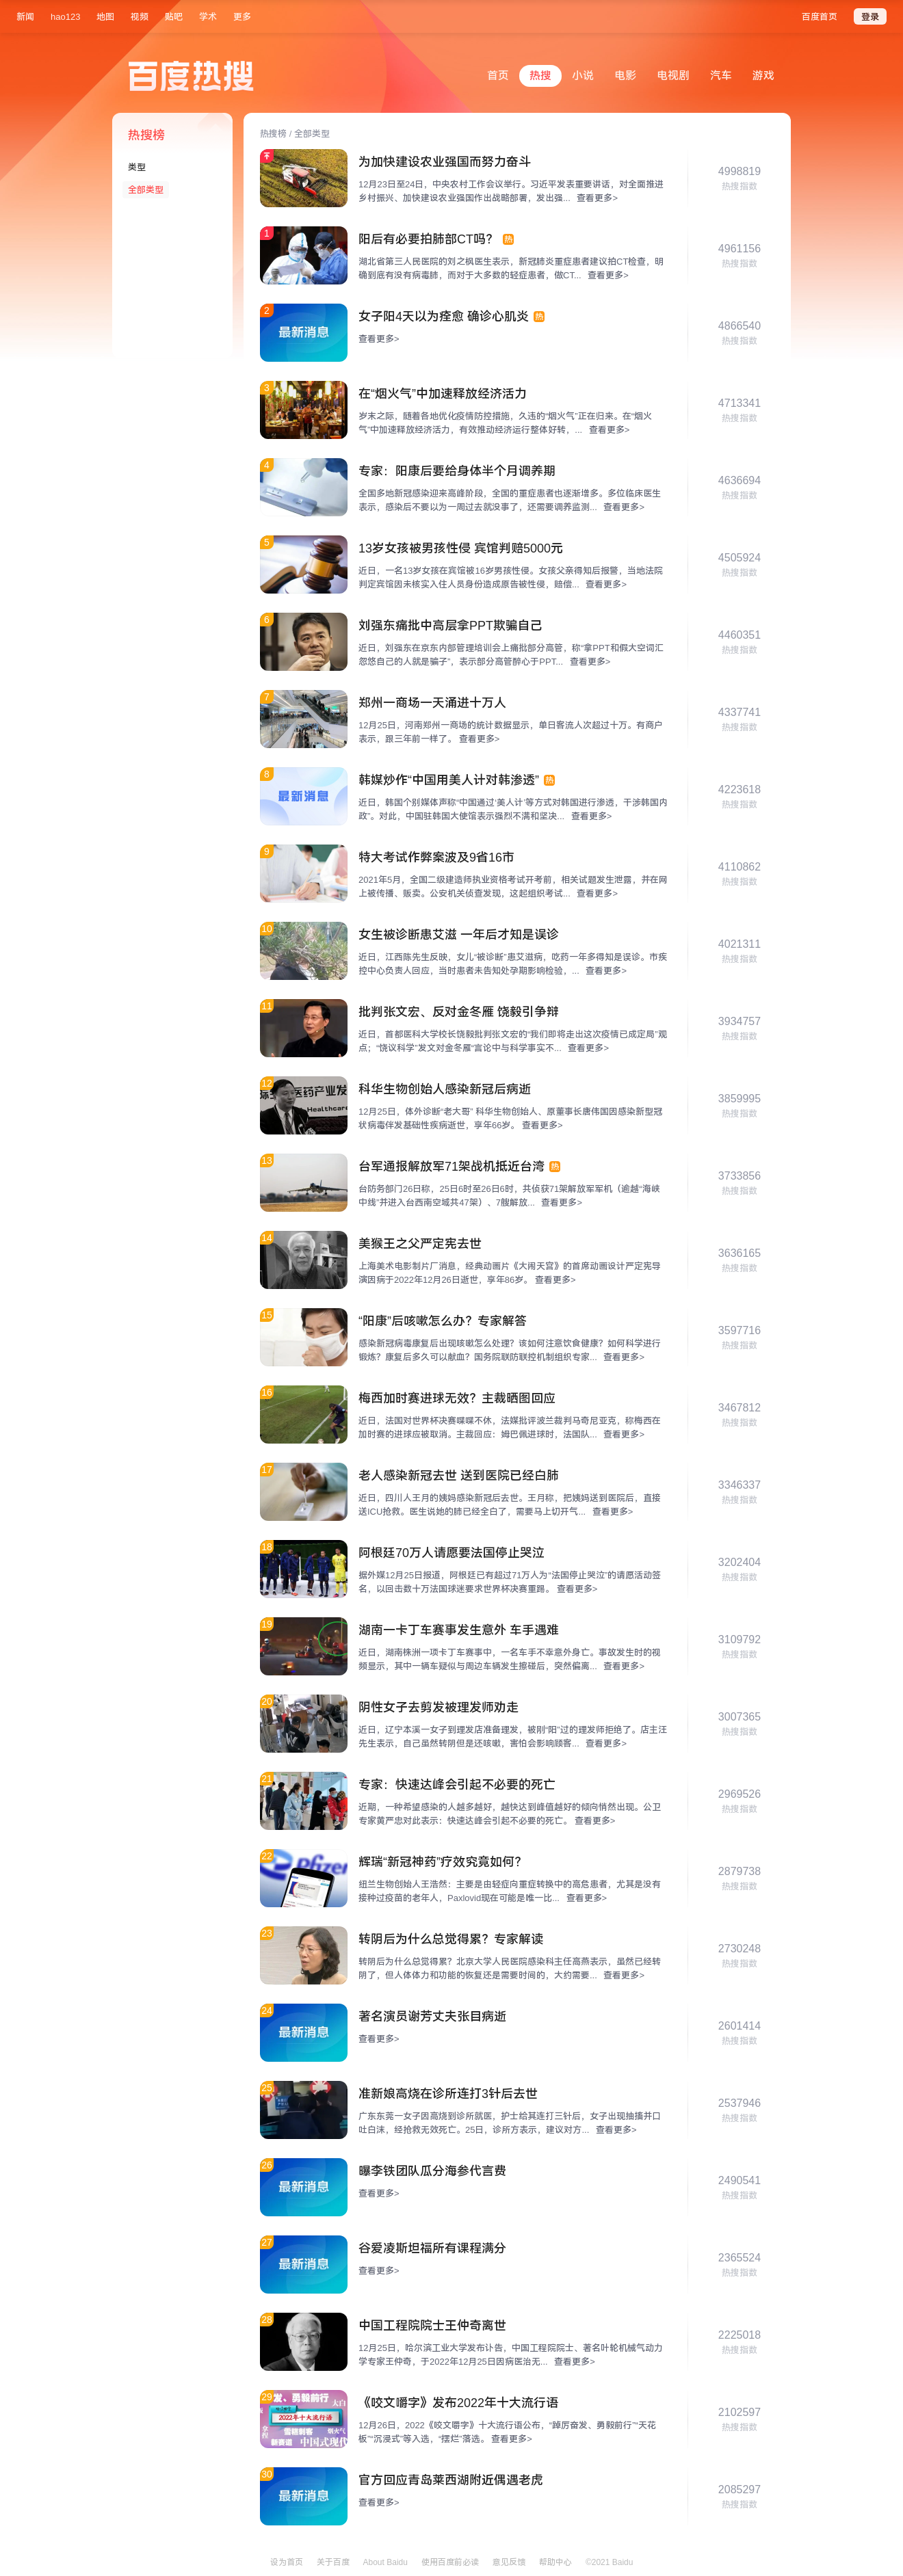 新闻 hao123 地图 视频 贴吧 学术 更多 百度首页 登录
百度热搜
首页 热搜 小说 电影 电视剧 汽车 游戏
热搜榜
类型
全部类型
热搜榜 / 全部类型
为加快建设农业强国而努力奋斗
12月23日至24日，中央农村工作会议举行。习近平发表重要讲话，对全面推进
乡村振兴、加快建设农业强国作出战略部署，发出强... 查看更多>
4998819
热搜指数
1
阳后有必要拍肺部CT吗？ 热
湖北省第三人民医院的刘之枫医生表示，新冠肺炎重症患者建议拍CT检查，明
确到底有没有病毒肺，而对于大多数的轻症患者，做CT... 查看更多>
4961156
热搜指数
2
最新消息
女子阳4天以为痊愈 确诊心肌炎 热
查看更多>
4866540
热搜指数
3
在“烟火气”中加速释放经济活力
岁末之际，随着各地优化疫情防控措施，久违的“烟火气”正在归来。在“烟火
气”中加速释放经济活力，有效推动经济运行整体好转，... 查看更多>
4713341
热搜指数
4
专家：阳康后要给身体半个月调养期
全国多地新冠感染迎来高峰阶段，全国的重症患者也逐渐增多。多位临床医生
表示，感染后不要以为一周过去就没事了，还需要调养监测... 查看更多>
4636694
热搜指数
5
13岁女孩被男孩性侵 宾馆判赔5000元
近日，一名13岁女孩在宾馆被16岁男孩性侵。女孩父亲得知后报警，当地法院
判定宾馆因未核实入住人员身份造成原告被性侵，赔偿... 查看更多>
4505924
热搜指数
6
刘强东痛批中高层拿PPT欺骗自己
近日，刘强东在京东内部管理培训会上痛批部分高管，称“拿PPT和假大空词汇
忽悠自己的人就是骗子”，表示部分高管醉心于PPT... 查看更多>
4460351
热搜指数
7
郑州一商场一天涌进十万人
12月25日，河南郑州一商场的统计数据显示，单日客流人次超过十万。有商户
表示，跟三年前一样了。 查看更多>
4337741
热搜指数
8
最新消息
韩媒炒作“中国用美人计对韩渗透” 热
近日，韩国个别媒体声称“中国通过‘美人计’等方式对韩国进行渗透，干涉韩国内
政”。对此，中国驻韩国大使馆表示强烈不满和坚决... 查看更多>
4223618
热搜指数
9
特大考试作弊案波及9省16市
2021年5月，全国二级建造师执业资格考试开考前，相关试题发生泄露，并在网
上被传播、贩卖。公安机关侦查发现，这起组织考试... 查看更多>
4110862
热搜指数
10
女生被诊断患艾滋 一年后才知是误诊
近日，江西陈先生反映，女儿“被诊断”患艾滋病，吃药一年多得知是误诊。市疾
控中心负责人回应，当时患者未告知处孕期影响检验，... 查看更多>
4021311
热搜指数
11
批判张文宏、反对金冬雁 饶毅引争辩
近日，首都医科大学校长饶毅批判张文宏的“我们即将走出这次疫情已成定局”观
点；“饶议科学”发文对金冬雁“言论中与科学事实不... 查看更多>
3934757
热搜指数
12
科华生物创始人感染新冠后病逝
12月25日，体外诊断“老大哥” 科华生物创始人、原董事长唐伟国因感染新型冠
状病毒伴发基础性疾病逝世，享年66岁。 查看更多>
3859995
热搜指数
13
台军通报解放军71架战机抵近台湾 热
台防务部门26日称，25日6时至26日6时，共侦获71架解放军军机（逾越“海峡
中线”并进入台西南空域共47架）、7艘解放... 查看更多>
3733856
热搜指数
14
美猴王之父严定宪去世
上海美术电影制片厂消息，经典动画片《大闹天宫》的首席动画设计严定宪导
演因病于2022年12月26日逝世，享年86岁。 查看更多>
3636165
热搜指数
15
“阳康”后咳嗽怎么办？专家解答
感染新冠病毒康复后出现咳嗽怎么处理？该如何注意饮食健康？如何科学进行
锻炼？康复后多久可以献血？国务院联防联控机制组织专家... 查看更多>
3597716
热搜指数
16
梅西加时赛进球无效？主裁晒图回应
近日，法国对世界杯决赛喋喋不休，法媒批评波兰裁判马奇尼亚克，称梅西在
加时赛的进球应被取消。主裁回应：姆巴佩进球时，法国队... 查看更多>
3467812
热搜指数
17
老人感染新冠去世 送到医院已经白肺
近日，四川人王月的姨妈感染新冠后去世。王月称，把姨妈送到医院后，直接
送ICU抢救。医生说她的肺已经全白了，需要马上切开气... 查看更多>
3346337
热搜指数
18
阿根廷70万人请愿要法国停止哭泣
据外媒12月25日报道，阿根廷已有超过71万人为“法国停止哭泣”的请愿活动签
名，以回击数十万法国球迷要求世界杯决赛重踢。 查看更多>
3202404
热搜指数
19
湖南一卡丁车赛事发生意外 车手遇难
近日，湖南株洲一项卡丁车赛事中，一名车手不幸意外身亡。事故发生时的视
频显示，其中一辆车疑似与周边车辆发生擦碰后，突然偏离... 查看更多>
3109792
热搜指数
20
阴性女子去剪发被理发师劝走
近日，辽宁本溪一女子到理发店准备理发，被刚“阳”过的理发师拒绝了。店主汪
先生表示，自己虽然转阴但是还咳嗽，害怕会影响顾客... 查看更多>
3007365
热搜指数
21
专家：快速达峰会引起不必要的死亡
近期，一种希望感染的人越多越好，越快达到峰值越好的倾向悄然出现。公卫
专家黄严忠对此表示：快速达峰会引起不必要的死亡。 查看更多>
2969526
热搜指数
22
Pfizer
辉瑞“新冠神药”疗效究竟如何？
纽兰生物创始人王浩然：主要是由轻症向重症转换中的高危患者，尤其是没有
接种过疫苗的老年人，Paxlovid现在可能是唯一比... 查看更多>
2879738
热搜指数
23
转阴后为什么总觉得累？专家解读
转阴后为什么总觉得累？北京大学人民医院感染科主任高燕表示，虽然已经转
阴了，但人体体力和功能的恢复还是需要时间的，大约需要... 查看更多>
2730248
热搜指数
24
最新消息
著名演员谢芳丈夫张目病逝
查看更多>
2601414
热搜指数
25
准新娘高烧在诊所连打3针后去世
广东东莞一女子因高烧到诊所就医，护士给其连打三针后，女子出现抽搐并口
吐白沫，经抢救无效死亡。25日，诊所方表示，建议对方... 查看更多>
2537946
热搜指数
26
最新消息
曝李铁团队瓜分海参代言费
查看更多>
2490541
热搜指数
27
最新消息
谷爱凌斯坦福所有课程满分
查看更多>
2365524
热搜指数
28
中国工程院院士王仲奇离世
12月25日，哈尔滨工业大学发布讣告，中国工程院院士、著名叶轮机械气动力
学专家王仲奇，于2022年12月25日因病医治无... 查看更多>
2225018
热搜指数
29
2022年十大流行语
《咬文嚼字》发布2022年十大流行语
12月26日，2022《咬文嚼字》十大流行语公布，“踔厉奋发、勇毅前行”“天花
板”“沉浸式”等入选，“摆烂”落选。 查看更多>
2102597
热搜指数
30
最新消息
官方回应青岛莱西湖附近偶遇老虎
查看更多>
2085297
热搜指数
设为首页 关于百度 About Baidu 使用百度前必读 意见反馈 帮助中心 ©2021 Baidu